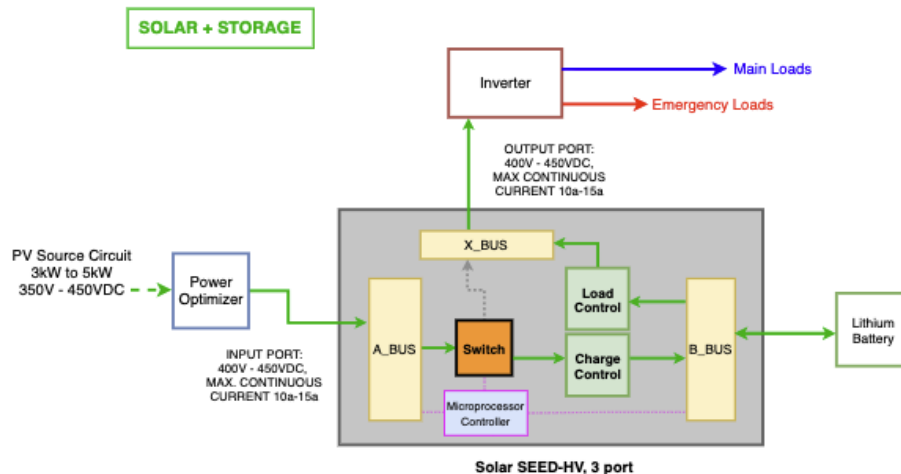 SOLAR + STORAGE
Inverter
Main Loads
Emergency Loads
OUTPUT PORT:
400V - 450VDC,
MAX CONTINUOUS
CURRENT 10a-15a
X_BUS
PV Source Circuit
3kW to 5kW
350V - 450VDC
Power
Optimizer
INPUT PORT:
400V - 450VDC,
MAX. CONTINUOUS
CURRENT 10a-15a
A_BUS
Switch
Load
Control
Charge
Control
B_BUS
Lithium
Battery
Microprocessor
Controller
Solar SEED-HV, 3 port